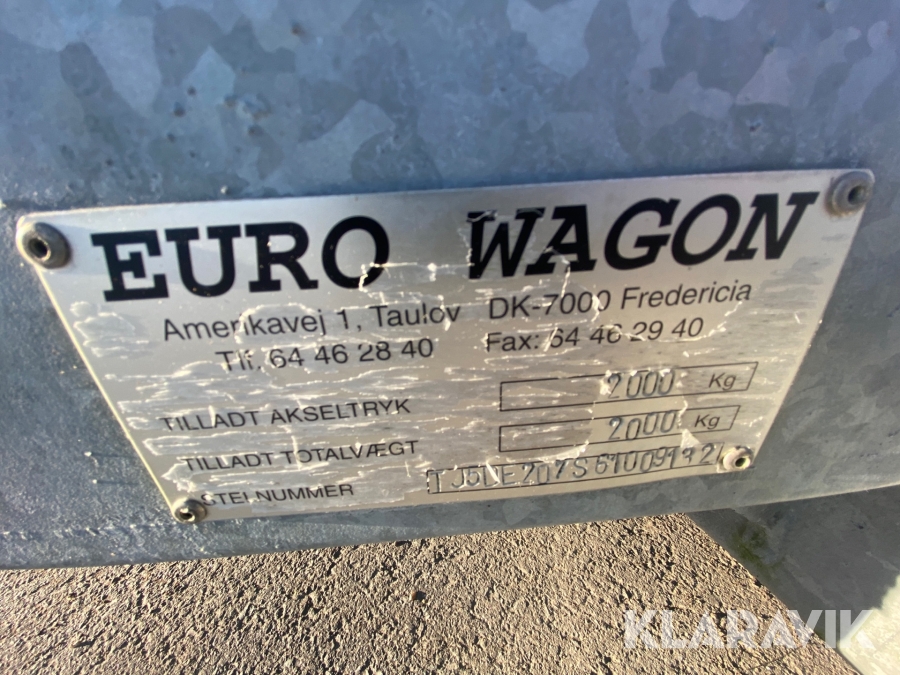 EURO WAGON
Amerikavej 1, Taulov DK-7000 Fredericia
Tlf. 64 46 28 40 Fax: 64 46 29 40
TILLADT AKSELTRYK 2000 Kg
TILLADT TOTALVÆGT 2000 Kg
STELNUMMER
KLARAVIK